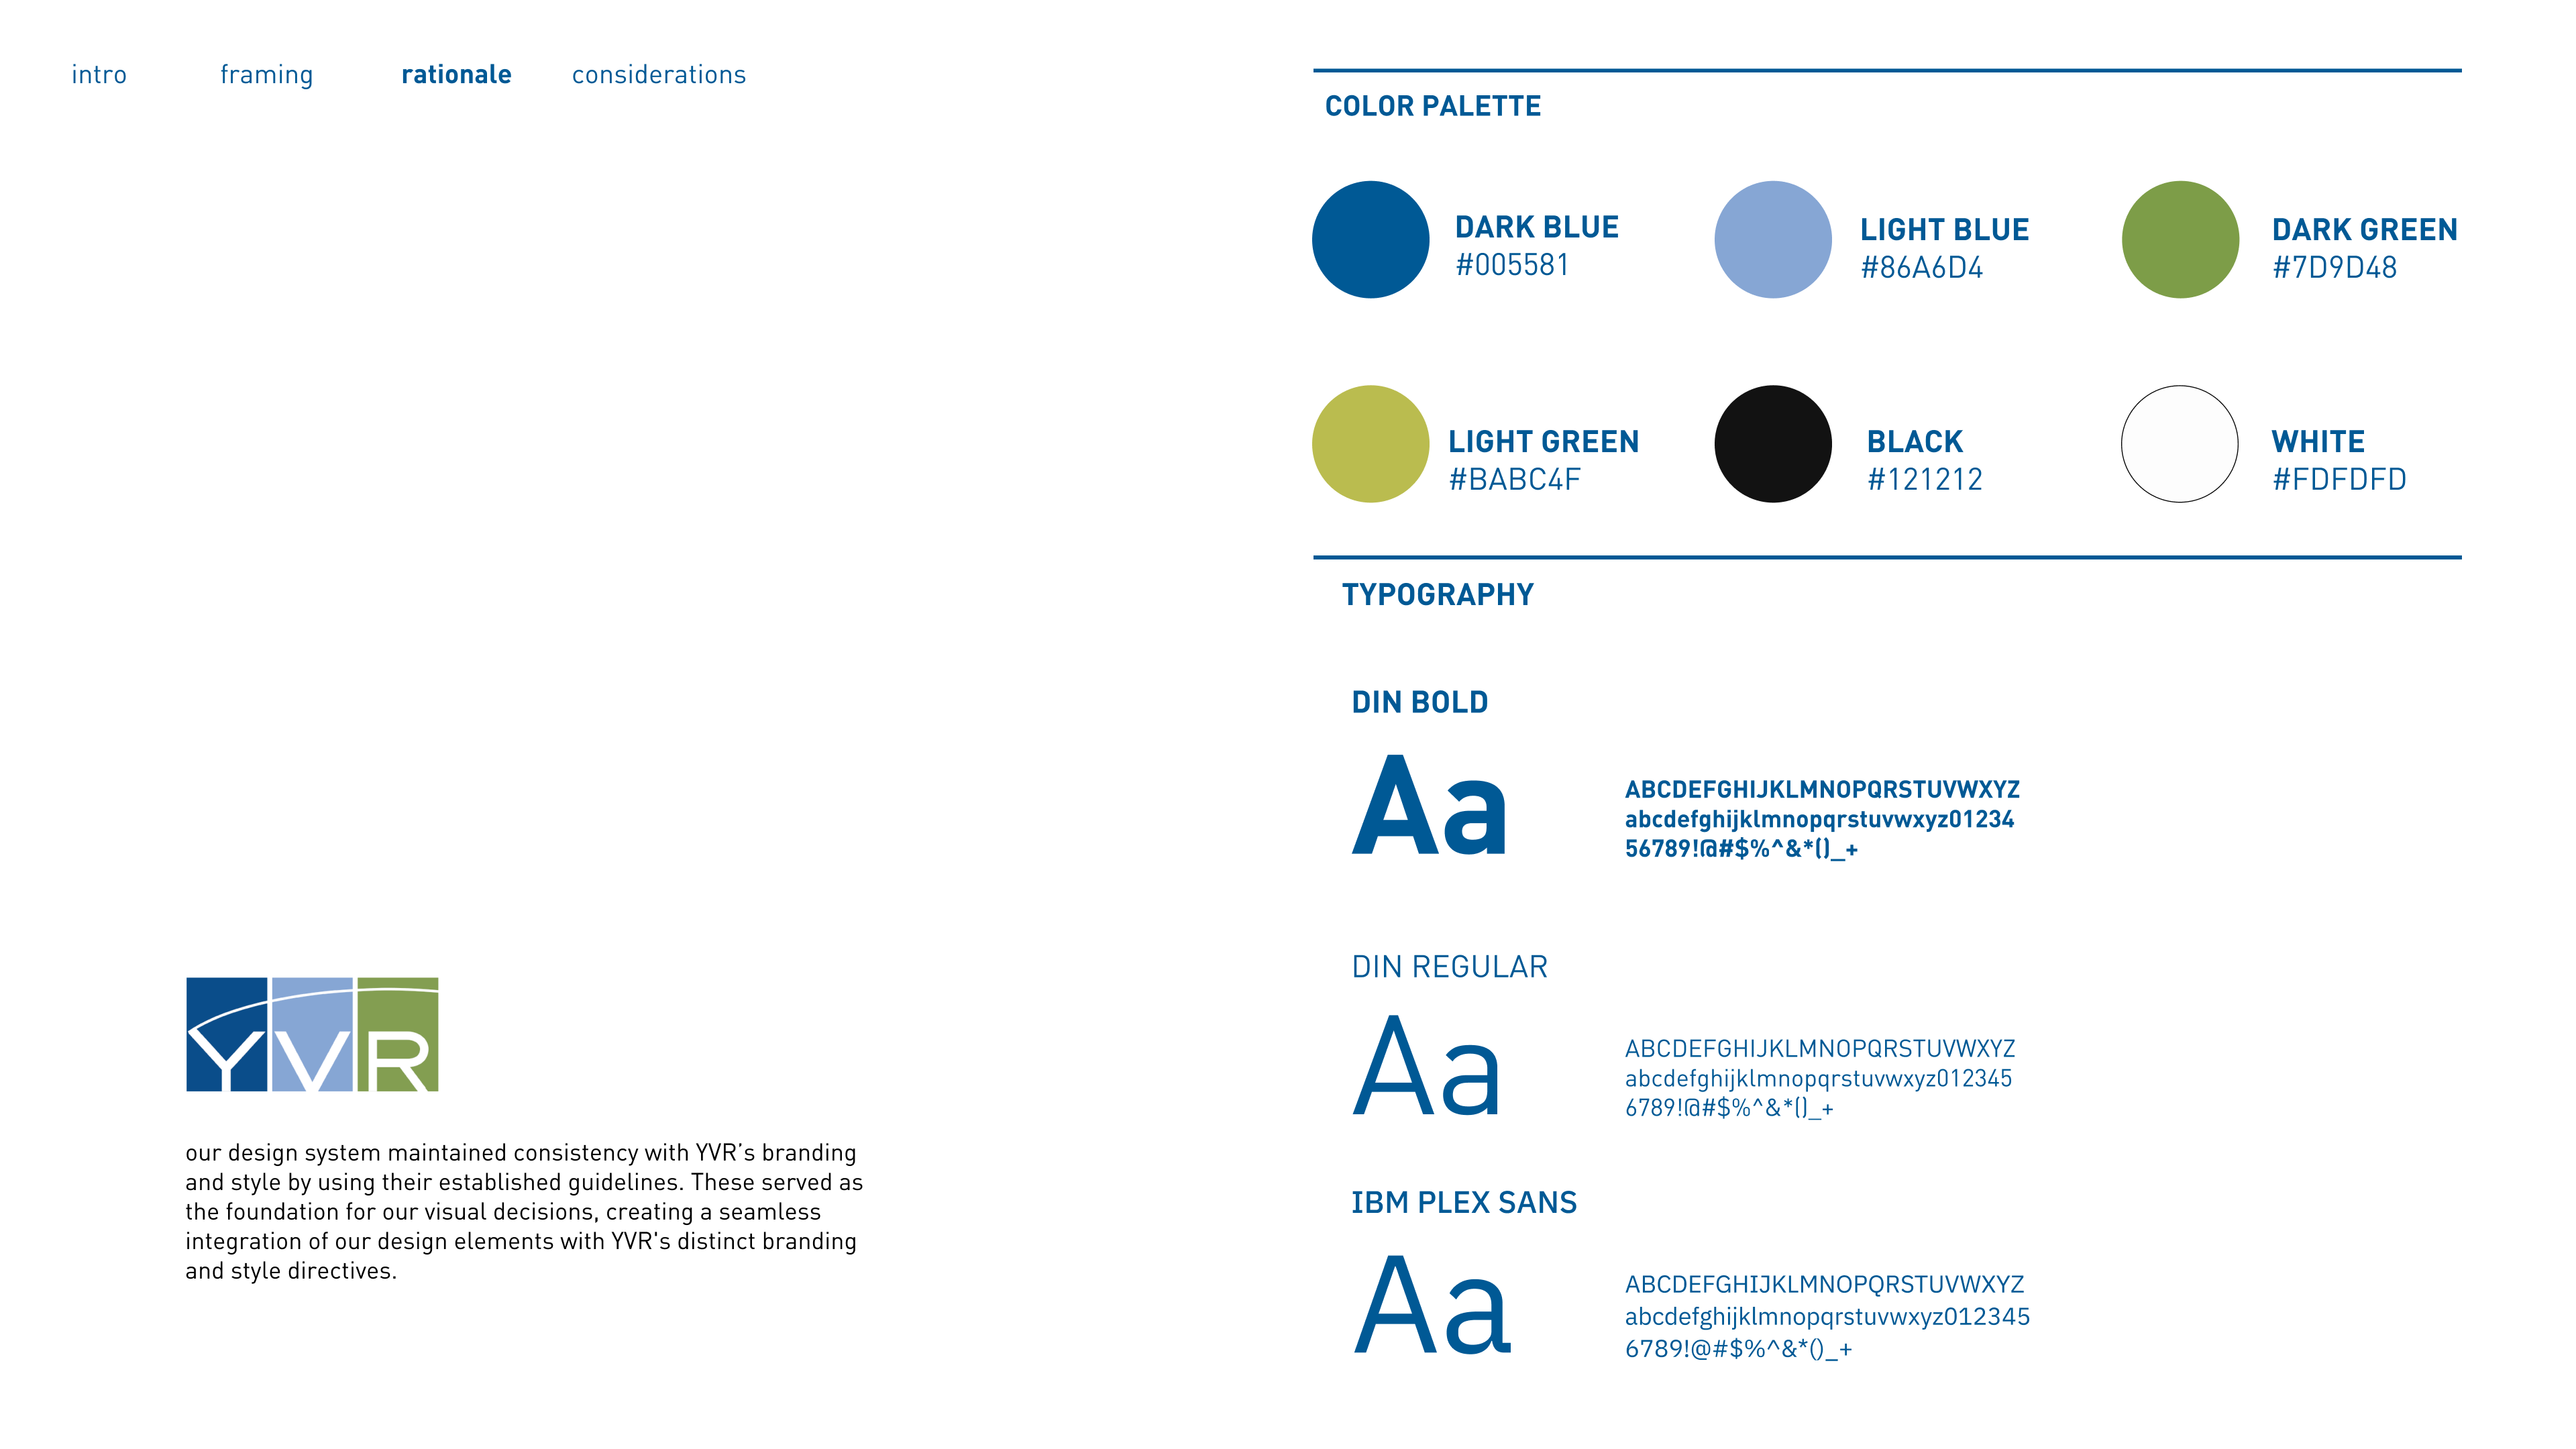 intro framing rationale considerations
YVR
our design system maintained consistency with YVR's branding
and style by using their established guidelines. These served as
the foundation for our visual decisions, creating a seamless
integration of our design elements with YVR's distinct branding
and style directives.
COLOR PALETTE
DARK BLUE
#005581
LIGHT BLUE
#86A6D4
DARK GREEN
#7D9D48
LIGHT GREEN
#BABC4F
BLACK
#121212
WHITE
#FDFDFD
TYPOGRAPHY
DIN BOLD
Aa
ABCDEFGHIJKLMNOPQRSTUVWXYZ
abcdefghijklmnopqrstuvwxyz01234
56789!@#$%^&*()_+
DIN REGULAR
Aa
ABCDEFGHIJKLMNOPQRSTUVWXYZ
abcdefghijklmnopqrstuvwxyz012345
6789!@#$%^&*()_+
IBM PLEX SANS
Aa
ABCDEFGHIJKLMNOPQRSTUVWXYZ
abcdefghijklmnopqrstuvwxyz012345
6789!@#$%^&*()_+